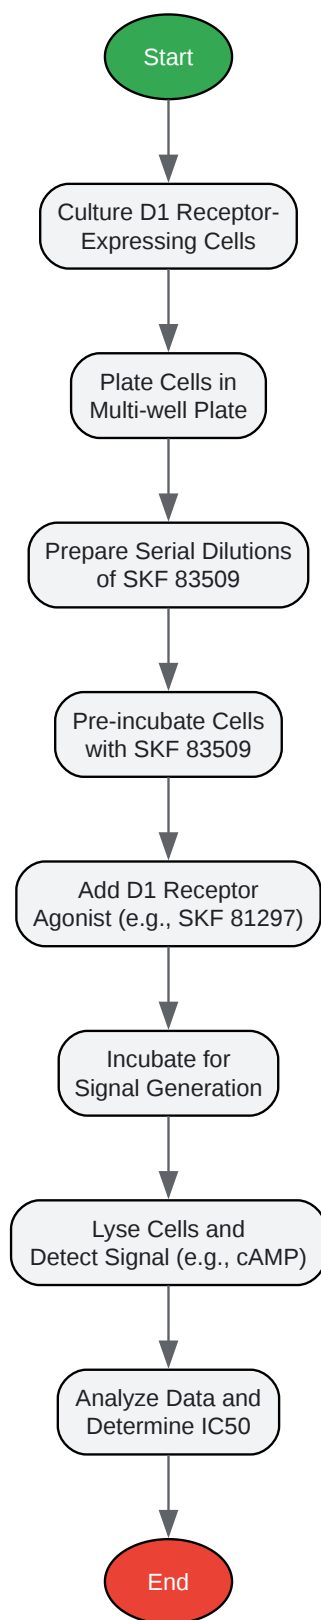 Start
Culture D1 Receptor-
Expressing Cells
Plate Cells in
Multi-well Plate
Prepare Serial Dilutions
of SKF 83509
Pre-incubate Cells
with SKF 83509
Add D1 Receptor
Agonist (e.g., SKF 81297)
Incubate for
Signal Generation
Lyse Cells and
Detect Signal (e.g., cAMP)
Analyze Data and
Determine IC50
End